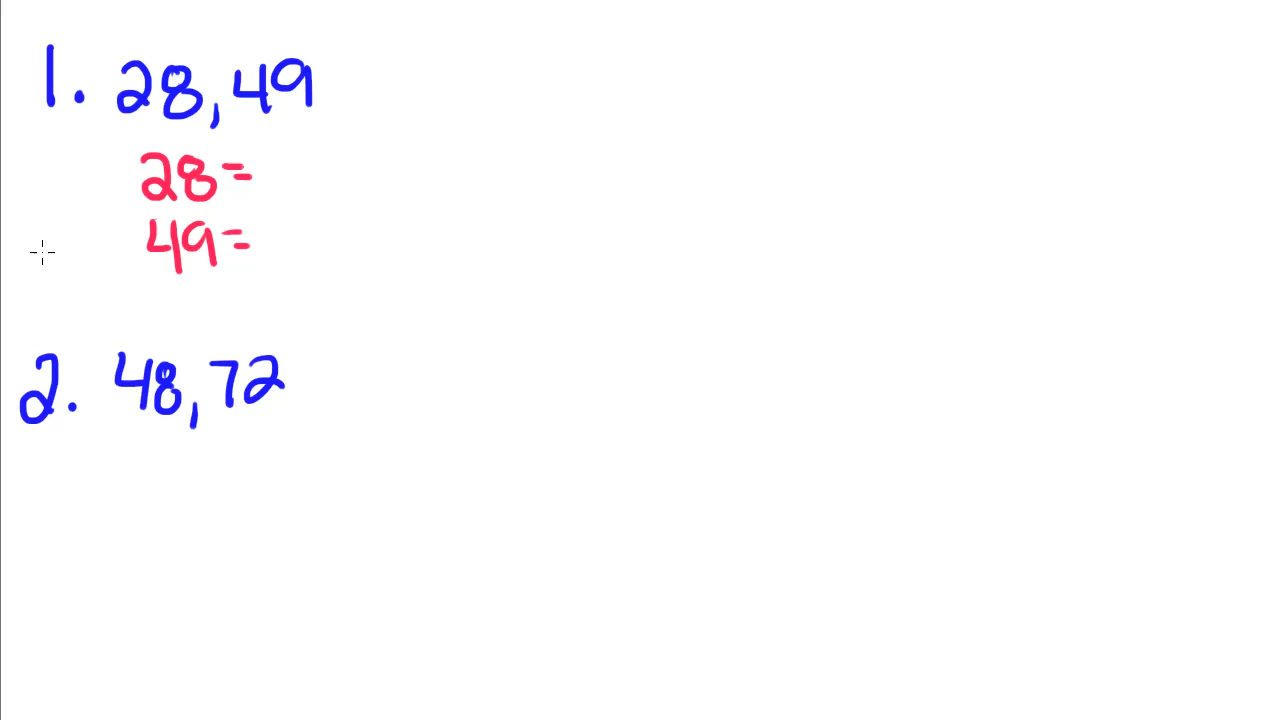 1. 28,49
28=
49=
2. 48,72